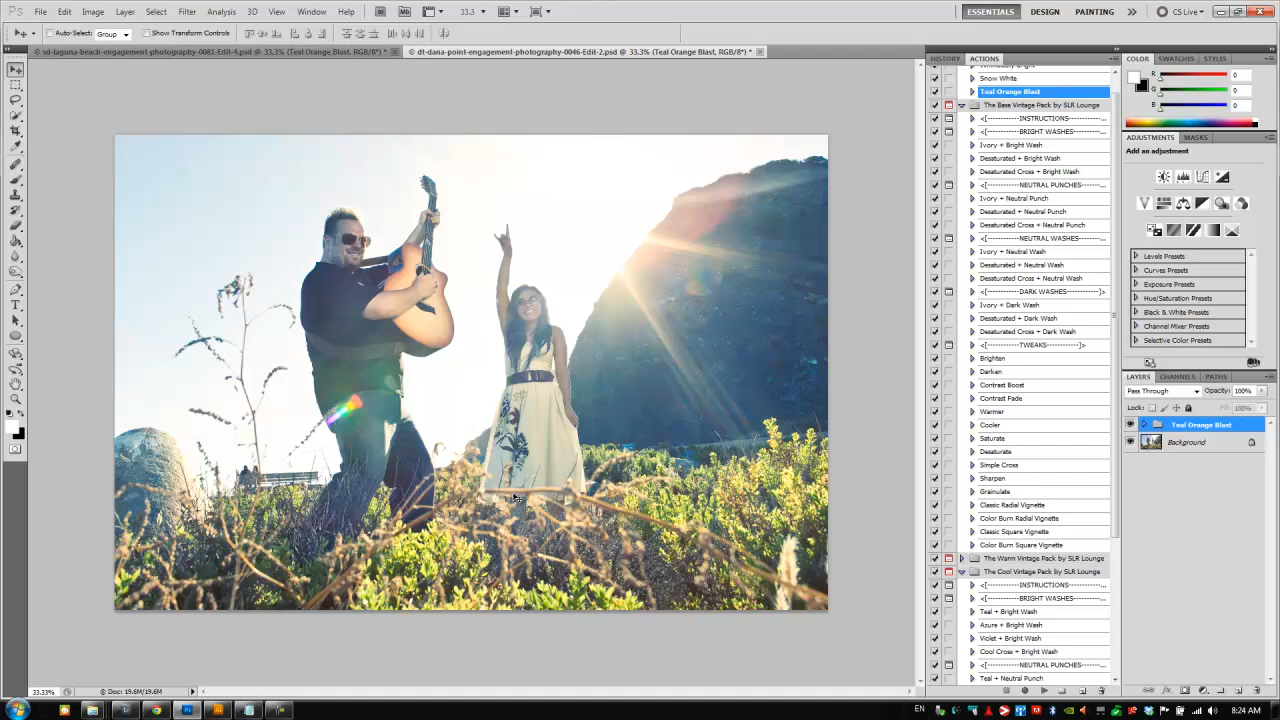 Ps File Edit Image Layer Select Filter Analysis 3D View Window Help Mb 33.3 ESSENTIALS DESIGN PAINTING CS Live
Auto-Select: Group Show Transform Controls
sd-laguna-beach-engagement-photography-0081-Edit-4.psd @ 33.3% (Teal Orange Blast, RGB/8*) * dt-dana-point-engagement-photography-0046-Edit-2.psd @ 33.3% (Teal Orange Blast, RGB/8*) *
HISTORY ACTIONS
Snow White
Teal Orange Blast
The Base Vintage Pack by SLR Lounge
<[------------INSTRUCTIONS----------...
<[------------BRIGHT WASHES--------...
Ivory + Bright Wash
Desaturated + Bright Wash
Desaturated Cross + Bright Wash
<[------------NEUTRAL PUNCHES-----...
Ivory + Neutral Punch
Desaturated + Neutral Punch
Desaturated Cross + Neutral Punch
<[------------NEUTRAL WASHES------...
Ivory + Neutral Wash
Desaturated + Neutral Wash
Desaturated Cross + Neutral Wash
<[------------DARK WASHES----------]>
Ivory + Dark Wash
Desaturated + Dark Wash
Desaturated Cross + Dark Wash
<[------------TWEAKS-----------]>
Brighten
Darken
Contrast Boost
Contrast Fade
Warmer
Cooler
Saturate
Desaturate
Simple Cross
Sharpen
Grainulate
Classic Radial Vignette
Color Burn Radial Vignette
Classic Square Vignette
Color Burn Square Vignette
The Warm Vintage Pack by SLR Lounge
The Cool Vintage Pack by SLR Lounge
<[------------INSTRUCTIONS----------...
<[------------BRIGHT WASHES--------...
Teal + Bright Wash
Azure + Bright Wash
Violet + Bright Wash
Cool Cross + Bright Wash
<[------------NEUTRAL PUNCHES-----...
Teal + Neutral Punch
COLOR SWATCHES STYLES
R 0
G 0
B 0
ADJUSTMENTS MASKS
Add an adjustment
Levels Presets
Curves Presets
Exposure Presets
Hue/Saturation Presets
Black & White Presets
Channel Mixer Presets
Selective Color Presets
LAYERS CHANNELS PATHS
Pass Through Opacity: 100%
Lock: Fill: 100%
Teal Orange Blast
Background
33.33% Doc: 19.6M/19.6M
EN 8:24 AM